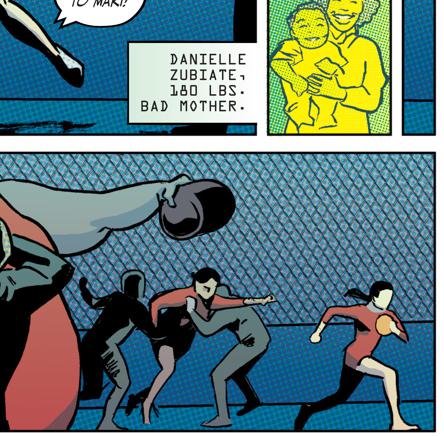 TO MAKI!
DANIELLE
ZUBIATE,
180 LBS.
BAD MOTHER.